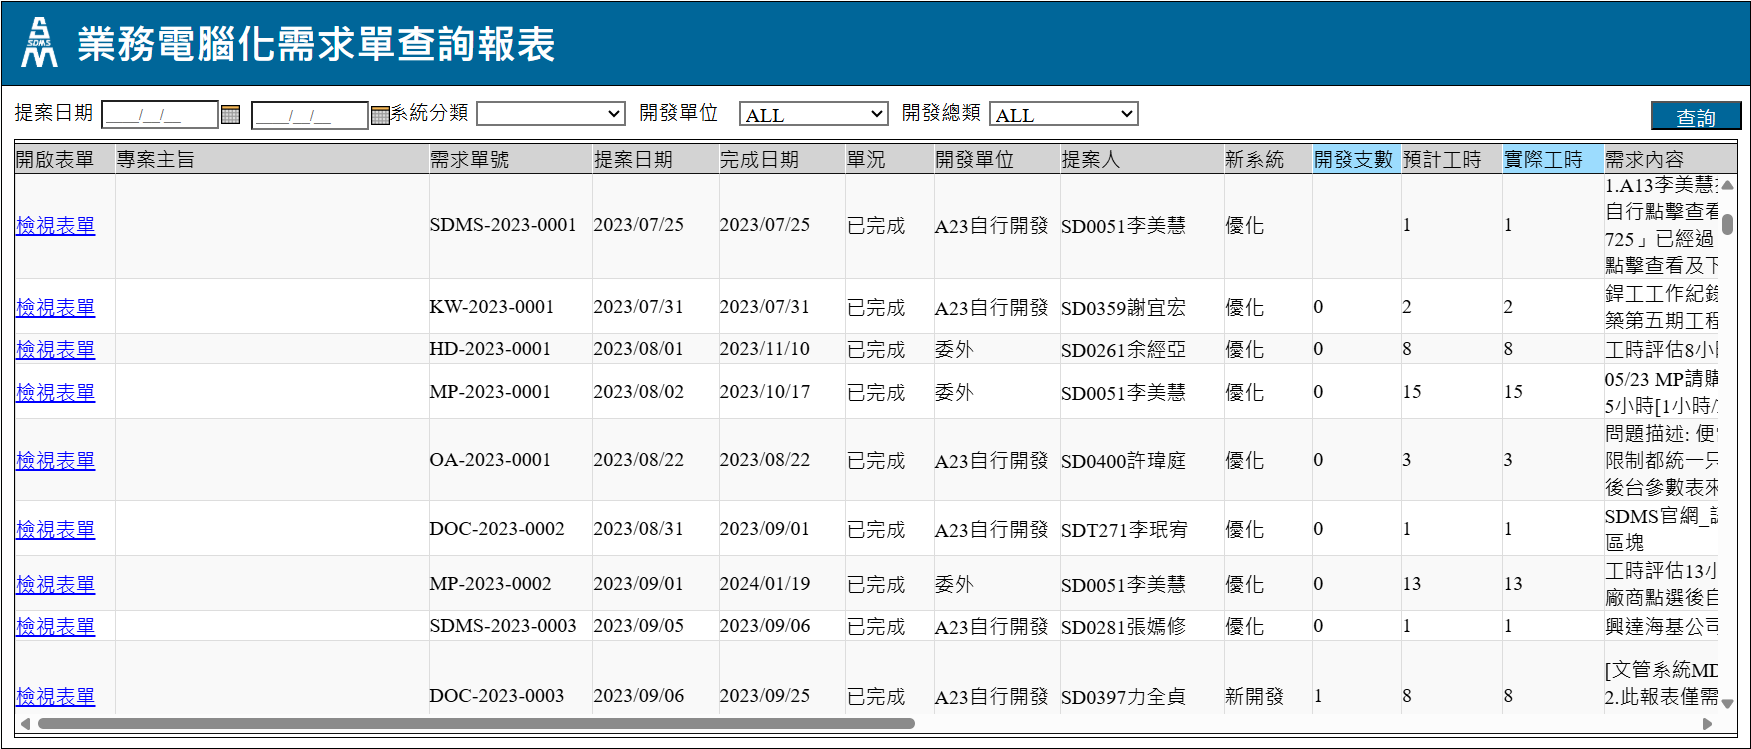 SDMS
業務電腦化需求單查詢報表
提案日期 ____/__/__ ____/__/__ 系統分類 開發單位 ALL 開發總類 ALL 查詢
開啟表單 專案主旨 需求單號 提案日期 完成日期 單況 開發單位 提案人 新系統 開發支數 預計工時 實際工時 需求內容
檢視表單 SDMS-2023-0001 2023/07/25 2023/07/25 已完成 A23自行開發 SD0051李美慧 優化 1 1 1.A13李美慧
自行點擊查看
725」已經過
點擊查看及下
檢視表單 KW-2023-0001 2023/07/31 2023/07/31 已完成 A23自行開發 SD0359謝宜宏 優化 0 2 2 銲工工作紀錄
築第五期工程
檢視表單 HD-2023-0001 2023/08/01 2023/11/10 已完成 委外 SD0261余經亞 優化 0 8 8 工時評估8小
檢視表單 MP-2023-0001 2023/08/02 2023/10/17 已完成 委外 SD0051李美慧 優化 0 15 15 05/23 MP請購
5小時[1小時/
檢視表單 OA-2023-0001 2023/08/22 2023/08/22 已完成 A23自行開發 SD0400許瑋庭 優化 0 3 3 問題描述: 便
限制都統一只
後台參數表來
檢視表單 DOC-2023-0002 2023/08/31 2023/09/01 已完成 A23自行開發 SDT271李珉宥 優化 0 1 1 SDMS官網_
區塊
檢視表單 MP-2023-0002 2023/09/01 2024/01/19 已完成 委外 SD0051李美慧 優化 0 13 13 工時評估13小
廠商點選後自
檢視表單 SDMS-2023-0003 2023/09/05 2023/09/06 已完成 A23自行開發 SD0281張嫣修 優化 0 1 1 興達海基公司
檢視表單 DOC-2023-0003 2023/09/06 2023/09/25 已完成 A23自行開發 SD0397力全貞 新開發 1 8 8 [文管系統MD
2.此報表僅需